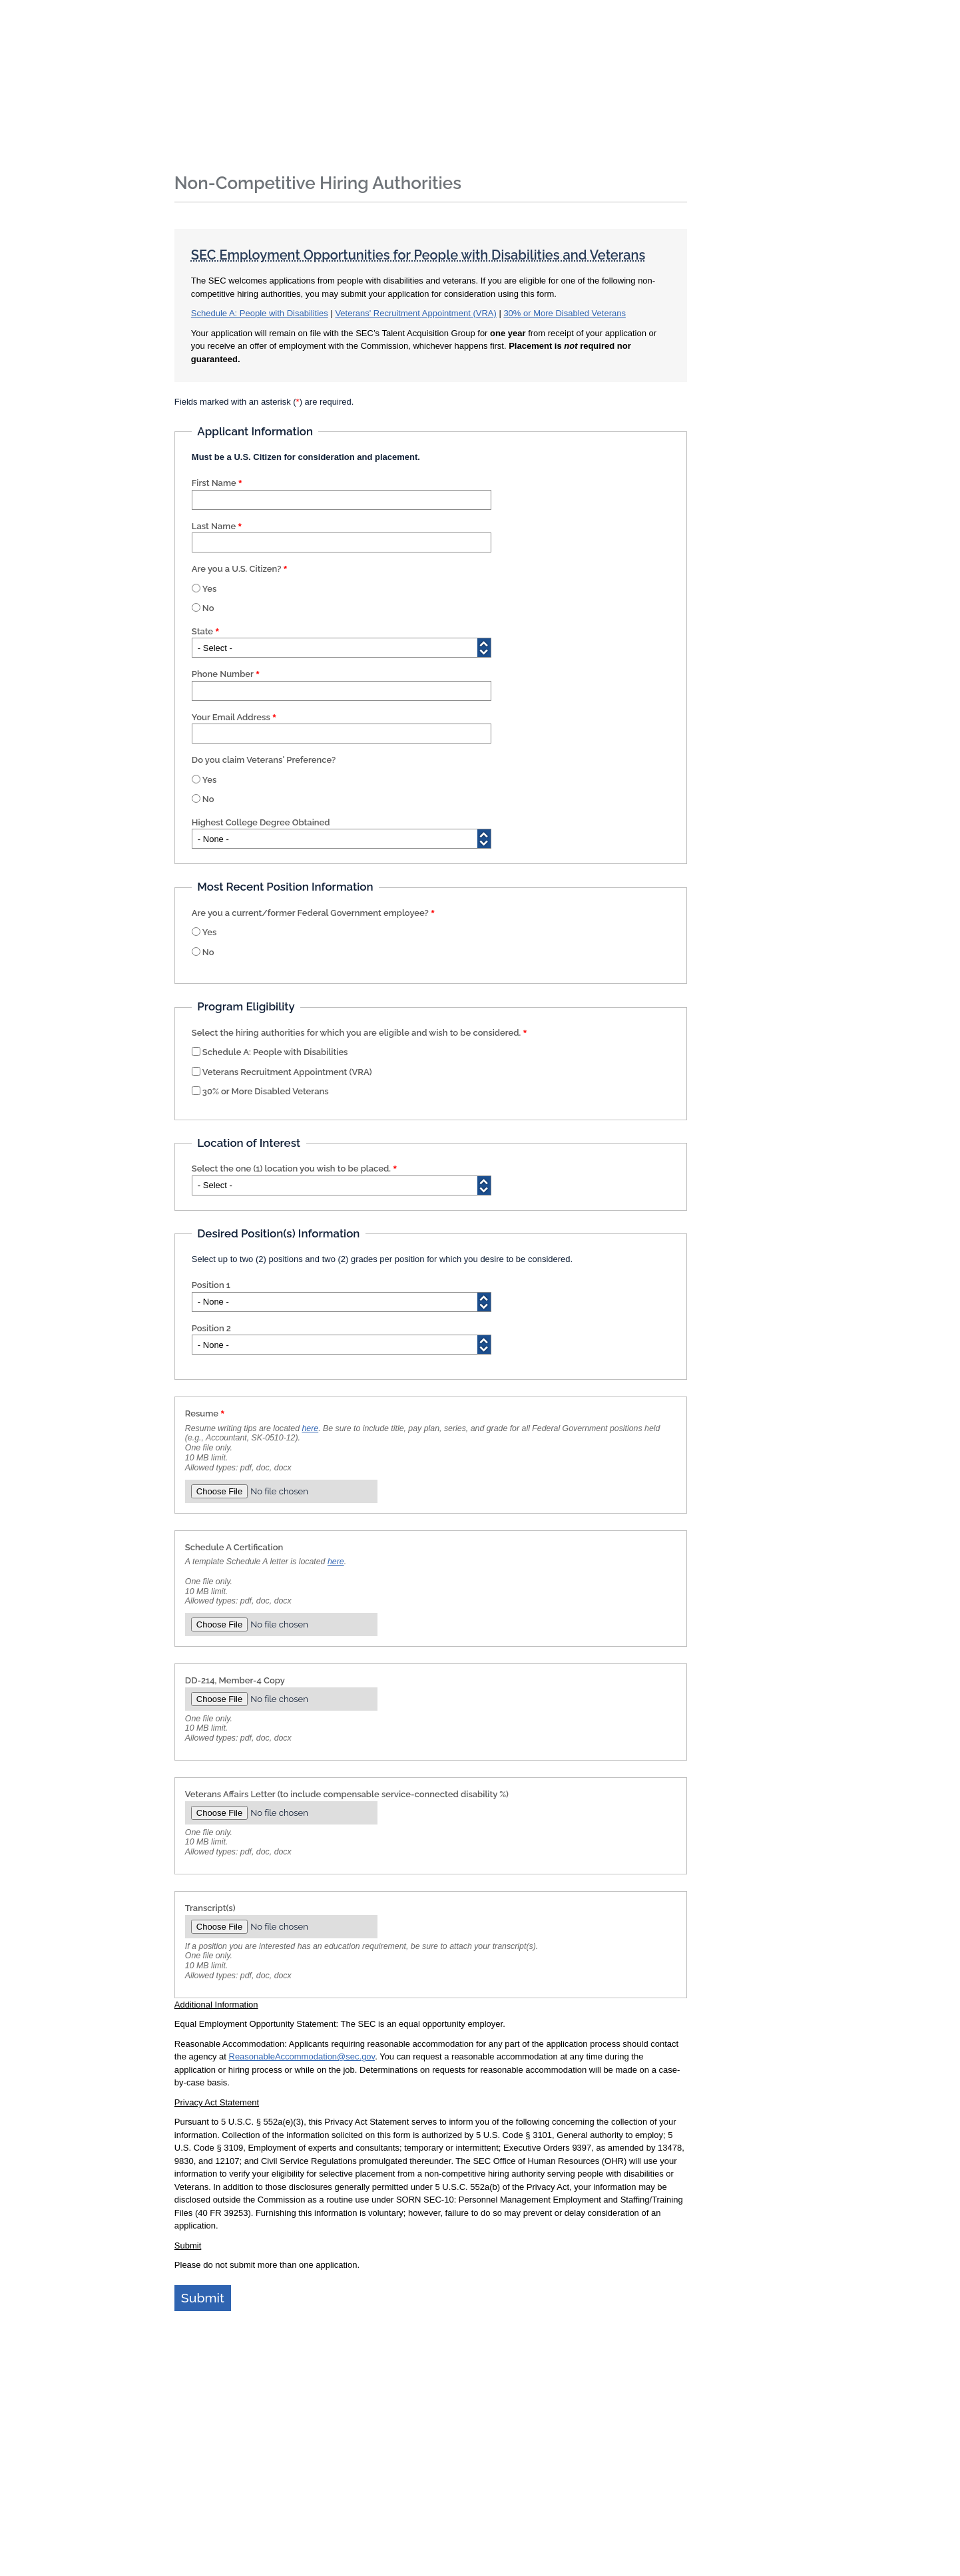 Non-Competitive Hiring Authorities
SEC Employment Opportunities for People with Disabilities and Veterans
The SEC welcomes applications from people with disabilities and veterans. If you are eligible for one of the following non-
competitive hiring authorities, you may submit your application for consideration using this form.
Schedule A: People with Disabilities | Veterans' Recruitment Appointment (VRA) | 30% or More Disabled Veterans
Your application will remain on file with the SEC's Talent Acquisition Group for one year from receipt of your application or
you receive an offer of employment with the Commission, whichever happens first. Placement is not required nor
guaranteed.
Fields marked with an asterisk (*) are required.
Applicant Information
Must be a U.S. Citizen for consideration and placement.
First Name *
Last Name *
Are you a U.S. Citizen? *
Yes
No
State *
- Select -
Phone Number *
Your Email Address *
Do you claim Veterans' Preference?
Yes
No
Highest College Degree Obtained
- None -
Most Recent Position Information
Are you a current/former Federal Government employee? *
Yes
No
Program Eligibility
Select the hiring authorities for which you are eligible and wish to be considered. *
Schedule A: People with Disabilities
Veterans Recruitment Appointment (VRA)
30% or More Disabled Veterans
Location of Interest
Select the one (1) location you wish to be placed. *
- Select -
Desired Position(s) Information
Select up to two (2) positions and two (2) grades per position for which you desire to be considered.
Position 1
- None -
Position 2
- None -
Resume *
Resume writing tips are located here. Be sure to include title, pay plan, series, and grade for all Federal Government positions held
(e.g., Accountant, SK-0510-12).
One file only.
10 MB limit.
Allowed types: pdf, doc, docx
Choose File No file chosen
Schedule A Certification
A template Schedule A letter is located here.
One file only.
10 MB limit.
Allowed types: pdf, doc, docx
Choose File No file chosen
DD-214, Member-4 Copy
Choose File No file chosen
One file only.
10 MB limit.
Allowed types: pdf, doc, docx
Veterans Affairs Letter (to include compensable service-connected disability %)
Choose File No file chosen
One file only.
10 MB limit.
Allowed types: pdf, doc, docx
Transcript(s)
Choose File No file chosen
If a position you are interested has an education requirement, be sure to attach your transcript(s).
One file only.
10 MB limit.
Allowed types: pdf, doc, docx
Additional Information
Equal Employment Opportunity Statement: The SEC is an equal opportunity employer.
Reasonable Accommodation: Applicants requiring reasonable accommodation for any part of the application process should contact
the agency at ReasonableAccommodation@sec.gov. You can request a reasonable accommodation at any time during the
application or hiring process or while on the job. Determinations on requests for reasonable accommodation will be made on a case-
by-case basis.
Privacy Act Statement
Pursuant to 5 U.S.C. § 552a(e)(3), this Privacy Act Statement serves to inform you of the following concerning the collection of your
information. Collection of the information solicited on this form is authorized by 5 U.S. Code § 3101, General authority to employ; 5
U.S. Code § 3109, Employment of experts and consultants; temporary or intermittent; Executive Orders 9397, as amended by 13478,
9830, and 12107; and Civil Service Regulations promulgated thereunder. The SEC Office of Human Resources (OHR) will use your
information to verify your eligibility for selective placement from a non-competitive hiring authority serving people with disabilities or
Veterans. In addition to those disclosures generally permitted under 5 U.S.C. 552a(b) of the Privacy Act, your information may be
disclosed outside the Commission as a routine use under SORN SEC-10: Personnel Management Employment and Staffing/Training
Files (40 FR 39253). Furnishing this information is voluntary; however, failure to do so may prevent or delay consideration of an
application.
Submit
Please do not submit more than one application.
Submit